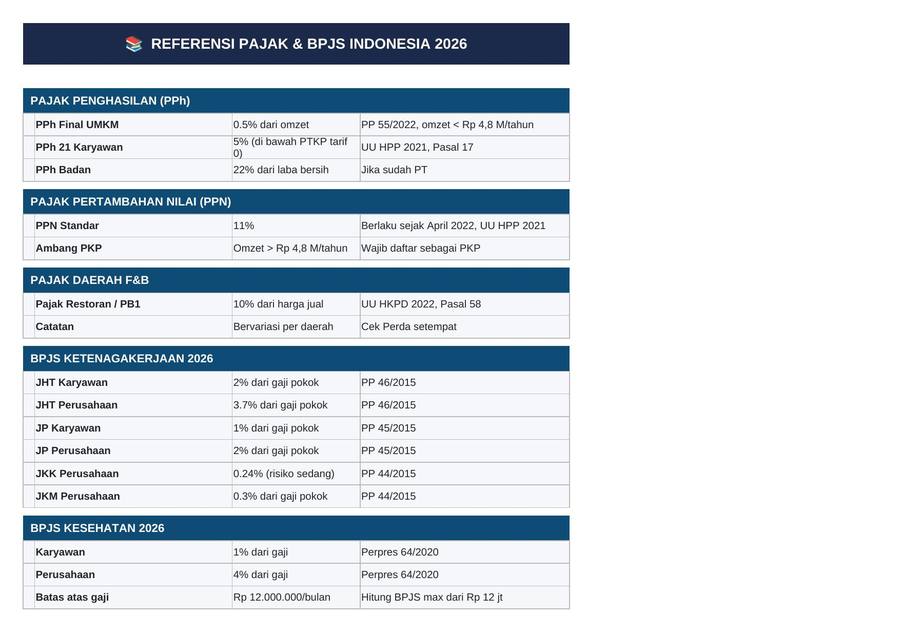 📚 REFERENSI PAJAK & BPJS INDONESIA 2026
PAJAK PENGHASILAN (PPh)
PPh Final UMKM 0.5% dari omzet PP 55/2022, omzet < Rp 4,8 M/tahun
PPh 21 Karyawan 5% (di bawah PTKP tarif 0) UU HPP 2021, Pasal 17
PPh Badan 22% dari laba bersih Jika sudah PT
PAJAK PERTAMBAHAN NILAI (PPN)
PPN Standar 11% Berlaku sejak April 2022, UU HPP 2021
Ambang PKP Omzet > Rp 4,8 M/tahun Wajib daftar sebagai PKP
PAJAK DAERAH F&B
Pajak Restoran / PB1 10% dari harga jual UU HKPD 2022, Pasal 58
Catatan Bervariasi per daerah Cek Perda setempat
BPJS KETENAGAKERJAAN 2026
JHT Karyawan 2% dari gaji pokok PP 46/2015
JHT Perusahaan 3.7% dari gaji pokok PP 46/2015
JP Karyawan 1% dari gaji pokok PP 45/2015
JP Perusahaan 2% dari gaji pokok PP 45/2015
JKK Perusahaan 0.24% (risiko sedang) PP 44/2015
JKM Perusahaan 0.3% dari gaji pokok PP 44/2015
BPJS KESEHATAN 2026
Karyawan 1% dari gaji Perpres 64/2020
Perusahaan 4% dari gaji Perpres 64/2020
Batas atas gaji Rp 12.000.000/bulan Hitung BPJS max dari Rp 12 jt